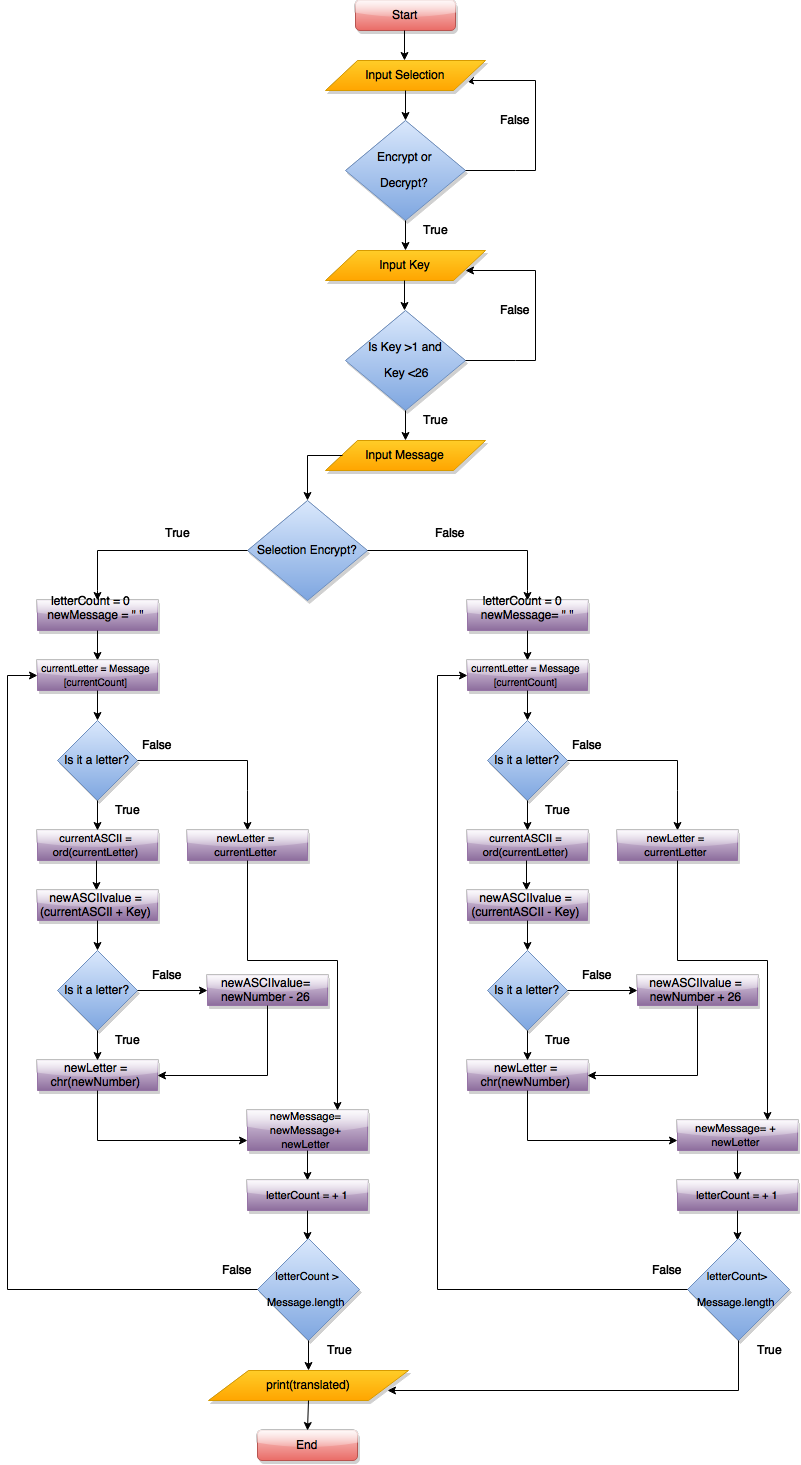 Start
Input Selection
False
Encrypt or
Decrypt?
True
Input Key
False
Is Key >1 and
Key <26
True
Input Message
True
False
Selection Encrypt?
letterCount = 0
newMessage = " "
currentLetter = Message
[currentCount]
Is it a letter?
False
True
currentASCII =
ord(currentLetter)
newLetter =
currentLetter
newASCIIvalue =
(currentASCII + Key)
Is it a letter?
False
newASCIIvalue=
newNumber - 26
True
newLetter =
chr(newNumber)
newMessage=
newMessage+
newLetter
letterCount = + 1
False
letterCount >
Message.length
True
letterCount = 0
newMessage= " "
currentLetter = Message
[currentCount]
Is it a letter?
False
True
currentASCII =
ord(currentLetter)
newLetter =
currentLetter
newASCIIvalue =
(currentASCII - Key)
Is it a letter?
False
newASCIIvalue =
newNumber + 26
True
newLetter =
chr(newNumber)
newMessage= +
newLetter
letterCount = + 1
False
letterCount>
Message.length
True
print(translated)
End